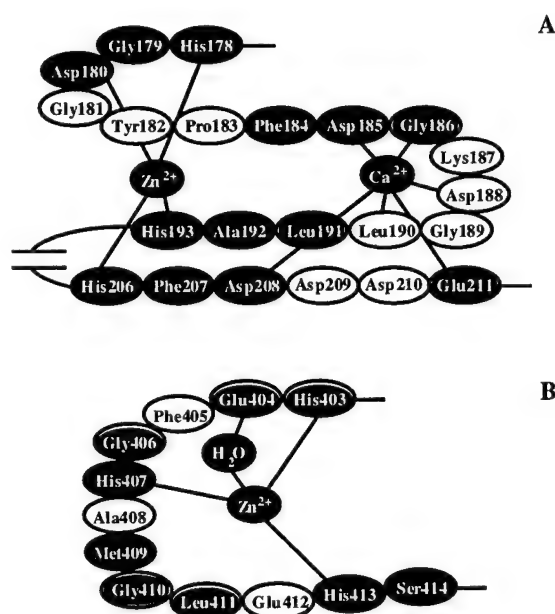 A
Gly179 His178
Asp180
Gly181
Tyr182 Pro183 Phe184 Asp185 Gly186
Lys187
Zn2+ Ca2+
Asp188
His193 Ala192 Leu191 Leu190 Gly189
His206 Phe207 Asp208 Asp209 Asp210 Glu211
B
Phe405 Glu404 His403
Gly406
H2O
His407
Zn2+
Ala408
Met409
Gly410 Leu411 Glu412 His413 Ser414